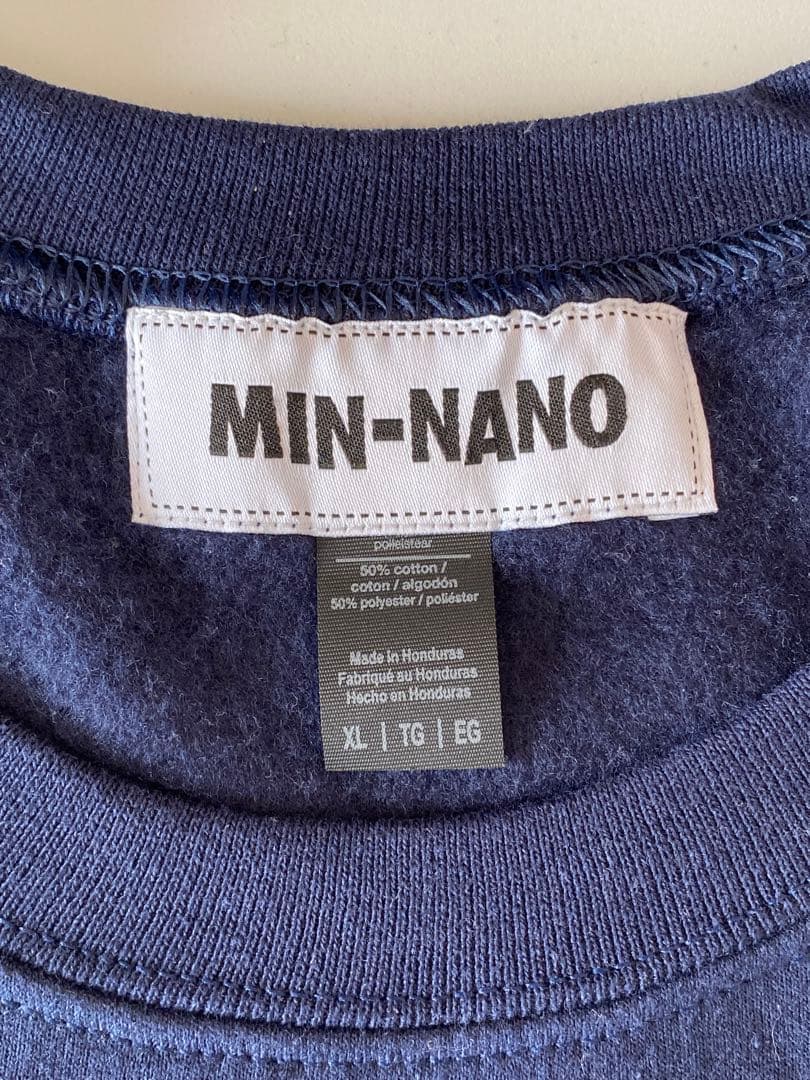 MIN-NANO
50% cotton /
coton / algodón
50% polyester / poliéster
Made in Honduras
Fabriqué au Honduras
Hecho en Honduras
XL | TG | EG